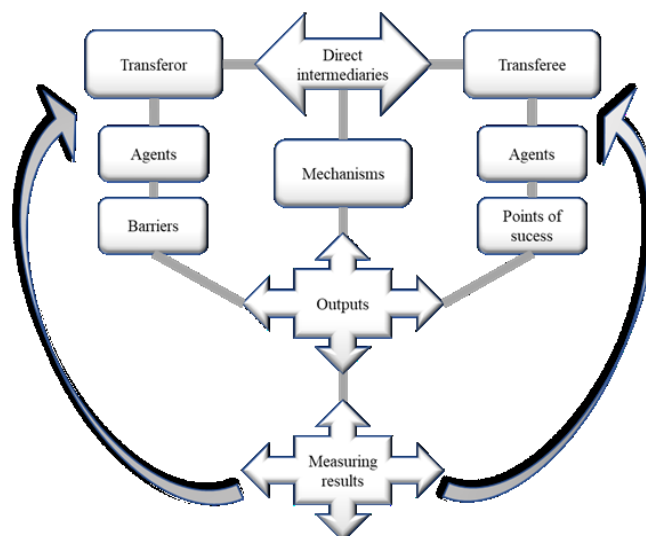 Transferor
Direct
intermediaries
Transferee
Agents
Mechanisms
Agents
Barriers
Points of
sucess
Outputs
Measuring
results